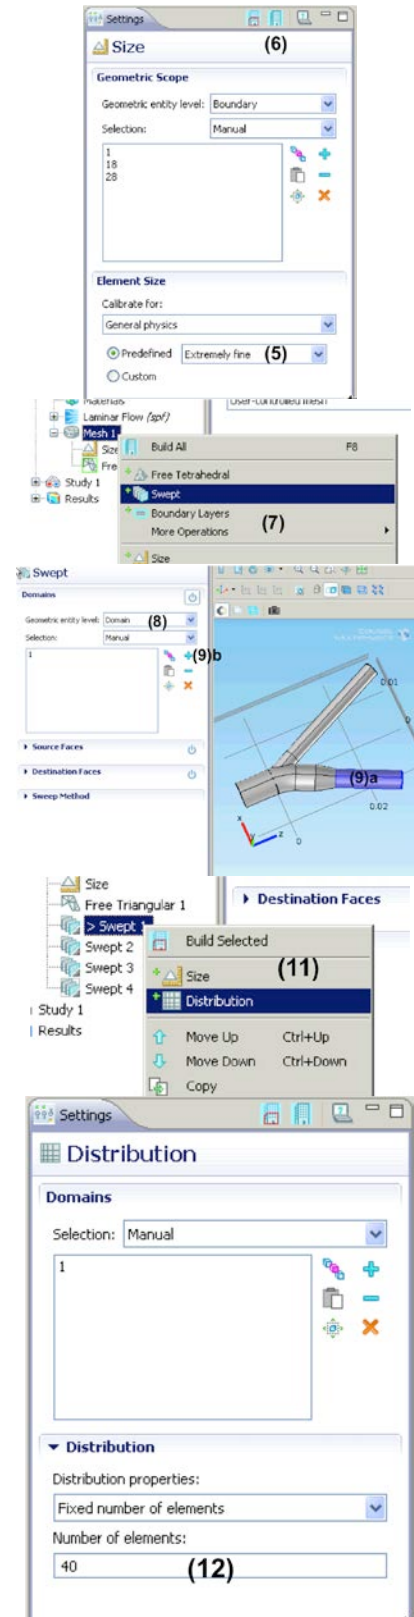 Settings
Size (6)
Geometric Scope
Geometric entity level: Boundary
Selection: Manual
1
18
28
Element Size
Calibrate for:
General physics
Predefined Extremely fine (5)
Custom
Materials
User-controlled mesh
Laminar Flow (spf)
Mesh 1
Build All F8
Size
Free Tetrahedral
Fre
Study 1
Swept
Results
Boundary Layers
More Operations (7)
Size
Swept
Domains
Geometric entity level: Domain (8)
Selection: Manual
1
(9)b
Source Faces
Destination Faces
Sweep Method
0.01
0
(9)a
0.02
x
y
z
0
Size
Free Triangular 1
Destination Faces
> Swept 1
Swept 2
Swept 3
Swept 4
Study 1
Results
Build Selected
Size (11)
Distribution
Move Up Ctrl+Up
Move Down Ctrl+Down
Copy
Settings
Distribution
Domains
Selection: Manual
1
Distribution
Distribution properties:
Fixed number of elements
Number of elements:
40 (12)